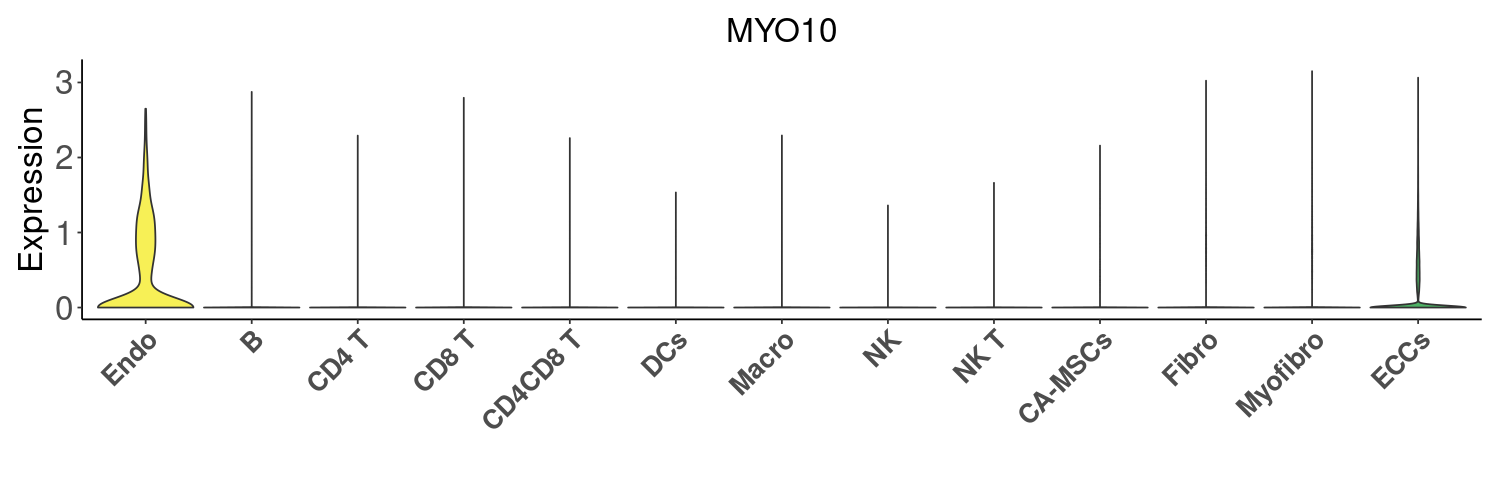 MYO10
Expression
3
2
1
0
Endo
B
CD4 T
CD8 T
CD4CD8 T
DCs
Macro
NK
NK T
CA-MSCs
Fibro
Myofibro
ECCs